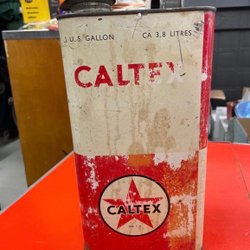 1 U.S. GALLON CA 3.8 LITRES
CALTEX
CALTEX